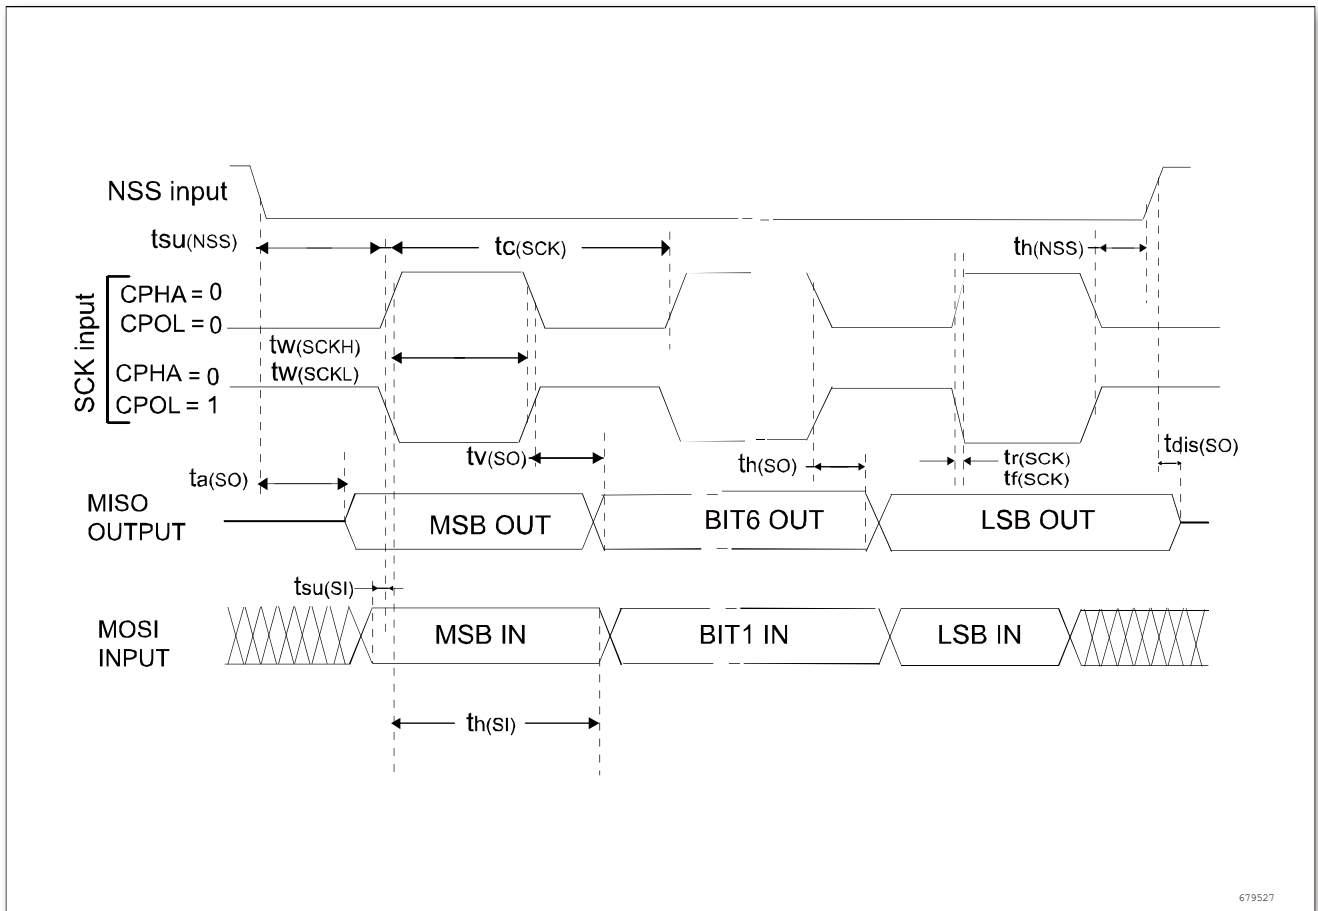 NSS input
tsu(NSS)
tc(SCK)
th(NSS)
SCK input
CPHA = 0
CPOL = 0
tw(SCKH)
tw(SCKL)
CPHA = 0
CPOL = 1
tv(SO)
th(SO)
tr(SCK)
tf(SCK)
tdis(SO)
ta(SO)
MISO
OUTPUT
MSB OUT
BIT6 OUT
LSB OUT
tsu(SI)
MOSI
INPUT
MSB IN
BIT1 IN
LSB IN
th(SI)
679527